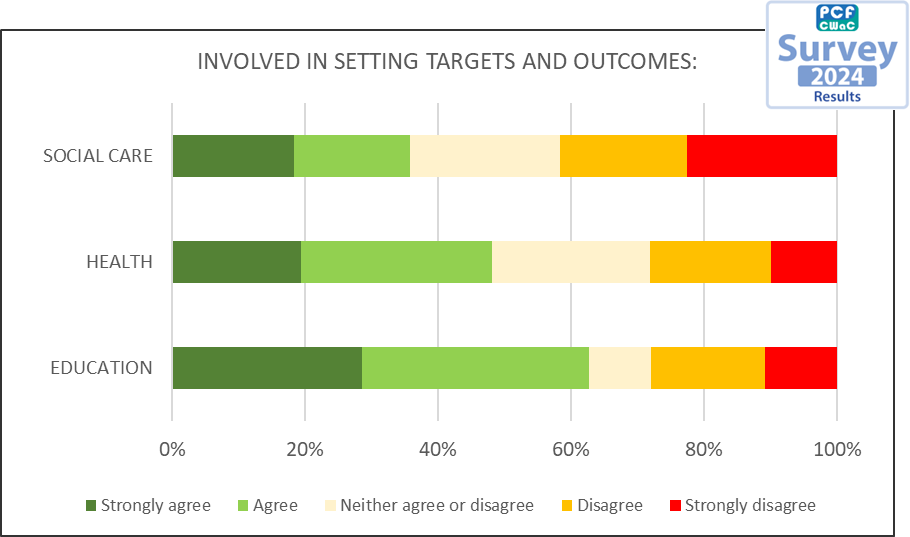 PCF
CWaC
Survey
2024
Results
INVOLVED IN SETTING TARGETS AND OUTCOMES:
SOCIAL CARE
HEALTH
EDUCATION
0% 20% 40% 60% 80% 100%
Strongly agree Agree Neither agree or disagree Disagree Strongly disagree